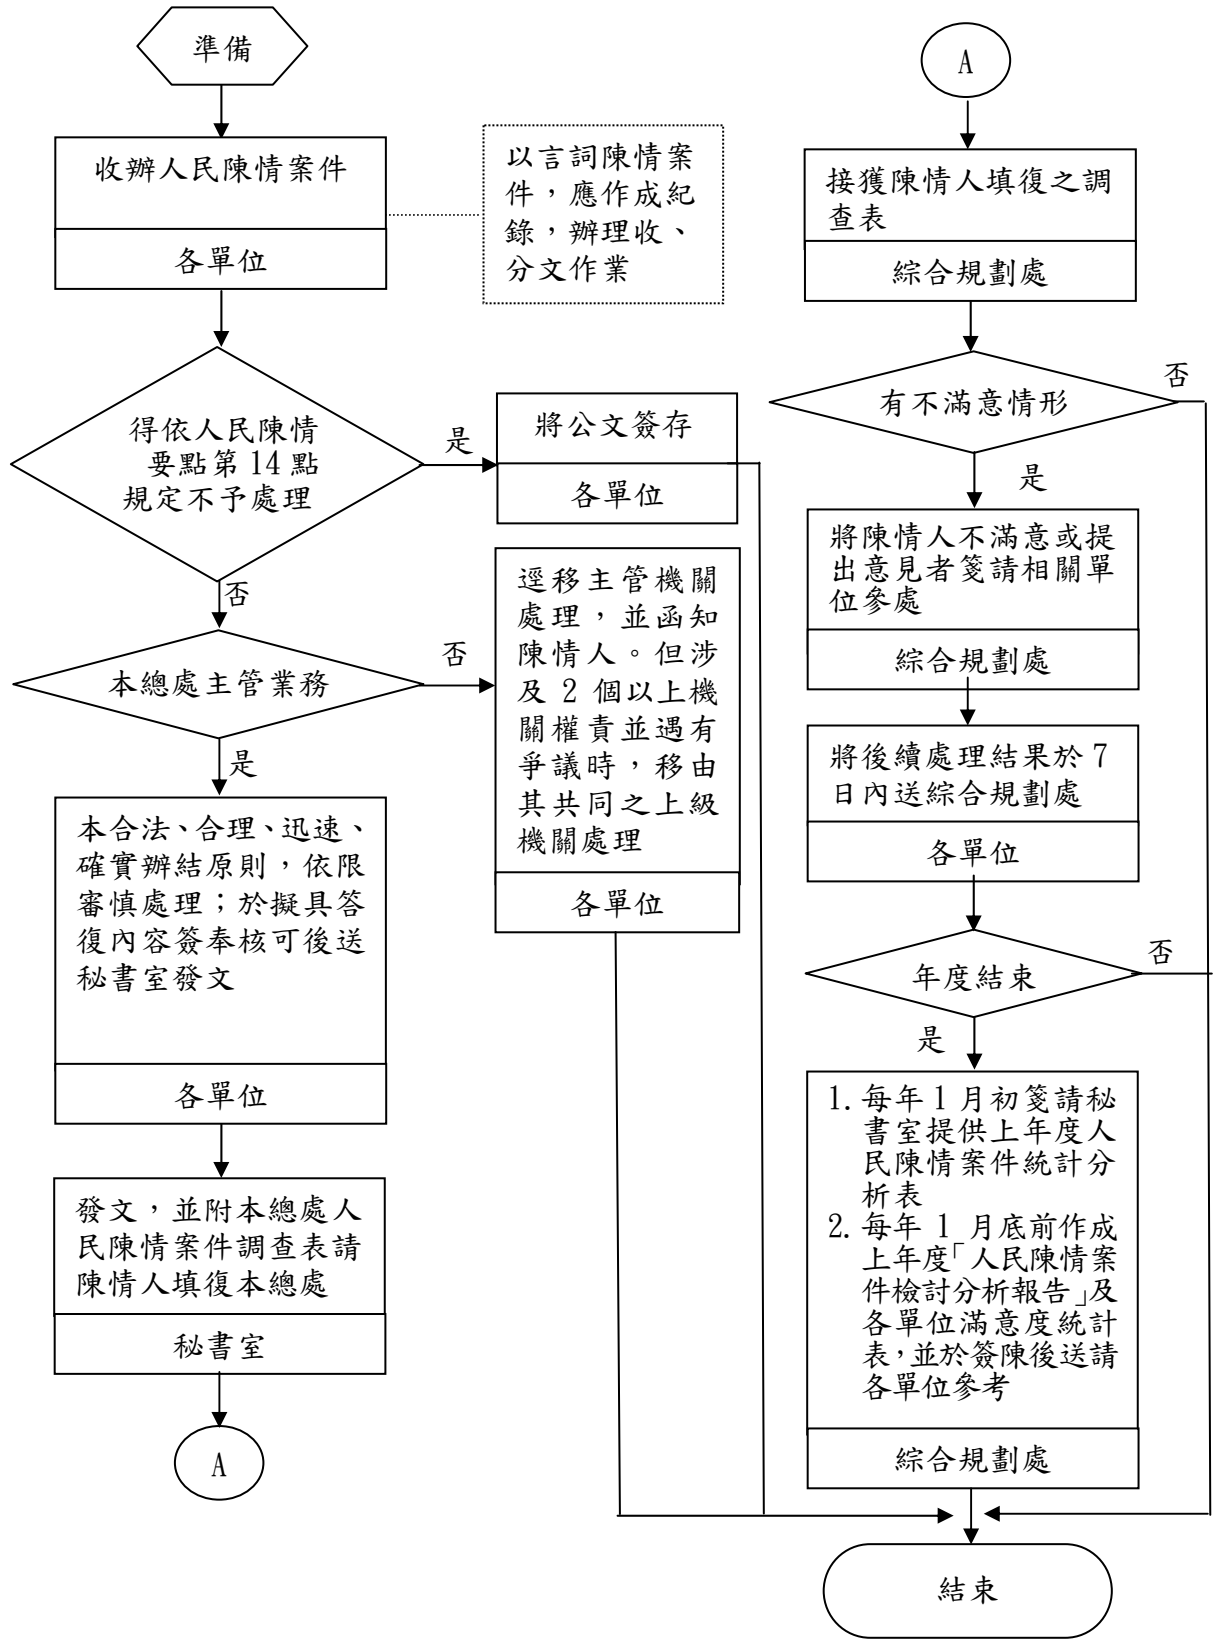 準備
收辦人民陳情案件
各單位
以言詞陳情案
件，應作成紀
錄，辦理收、
分文作業
得依人民陳情
要點第14點
規定不予處理
是
將公文簽存
各單位
否
本總處主管業務
否
逕移主管機關
處理，並函知
陳情人。但涉
及 2 個以上機
關權責並遇有
爭議時，移由
其共同之上級
機關處理
各單位
是
本合法、合理、迅速、
確實辦結原則，依限
審慎處理；於擬具答
復內容簽奉核可後送
秘書室發文
各單位
發文，並附本總處人
民陳情案件調查表請
陳情人填復本總處
秘書室
A
A
接獲陳情人填復之調
查表
綜合規劃處
有不滿意情形
否
是
將陳情人不滿意或提
出意見者箋請相關單
位參處
綜合規劃處
將後續處理結果於 7
日內送綜合規劃處
各單位
年度結束
否
是
1. 每年 1 月初箋請秘
書室提供上年度人
民陳情案件統計分
析表
2. 每年 1 月底前作成
上年度「人民陳情案
件檢討分析報告」及
各單位滿意度統計
表，並於簽陳後送請
各單位參考
綜合規劃處
結束